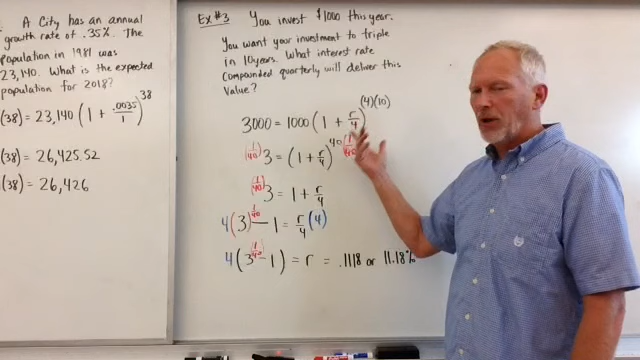 A City has an annual
growth rate of .35%. The
population in 1981 was
23,140. What is the expected
population for 2018?
(38) = 23,140 (1 + .0035/1)^38
(38) = 26,425.52
(38) = 26,426
Ex #3 You invest $1000 this year.
You want your investment to triple
in 10 years. What interest rate
compounded quarterly will deliver this
value?
3000 = 1000 (1 + r/4)^(4)(10)
(1/40) 3 = (1 + r/4)^40 (1/40)
(1/40) 3 = 1 + r/4
4(3)^1/40 - 1 = r/4 (4)
4(3^(1/40) - 1) = r = .1118 or 11.18%